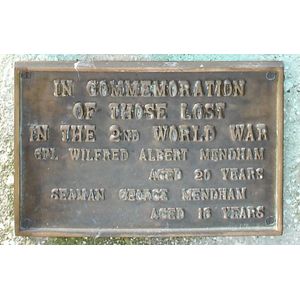 IN COMMEMORATION
OF THOSE LOST
IN THE 2ND WORLD WAR
CPL WILFRED ALBERT MENDHAM
AGED 20 YEARS
SEAMAN GEORGE MENDHAM
AGED 16 YEARS